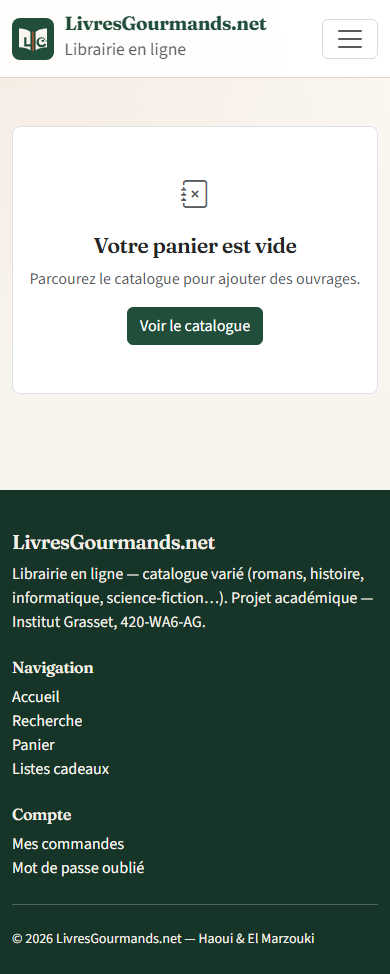 LivresGourmands.net
Librairie en ligne
LG
Votre panier est vide
Parcourez le catalogue pour ajouter des ouvrages.
Voir le catalogue
LivresGourmands.net
Librairie en ligne — catalogue varié (romans, histoire,
informatique, science-fiction…). Projet académique —
Institut Grasset, 420-WA6-AG.
Navigation
Accueil
Recherche
Panier
Listes cadeaux
Compte
Mes commandes
Mot de passe oublié
© 2026 LivresGourmands.net — Haoui & El Marzouki